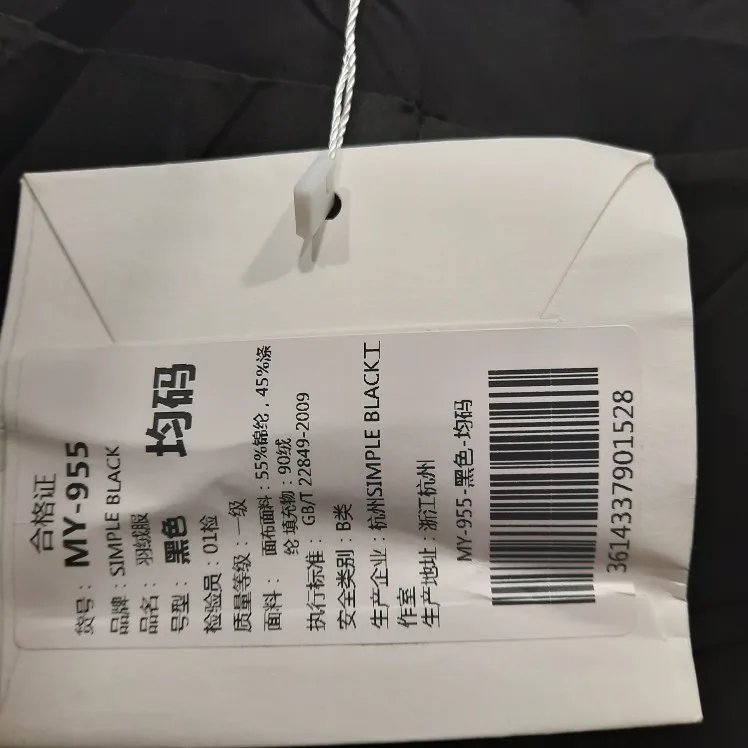 合格证
货号：MY-955
品牌：SIMPLE BLACK
品名：羽绒服
号型：黑色 均码
检验员：01检
质量等级：一级
面料： 面布面料：55%锦纶，45%涤
纶 填充物：90绒
执行标准： GB/T 22849-2009
安全类别：B类
生产企业：杭州SIMPLE BLACK工
作室
生产地址：浙江杭州
MY-955-黑色-均码
3614337901528